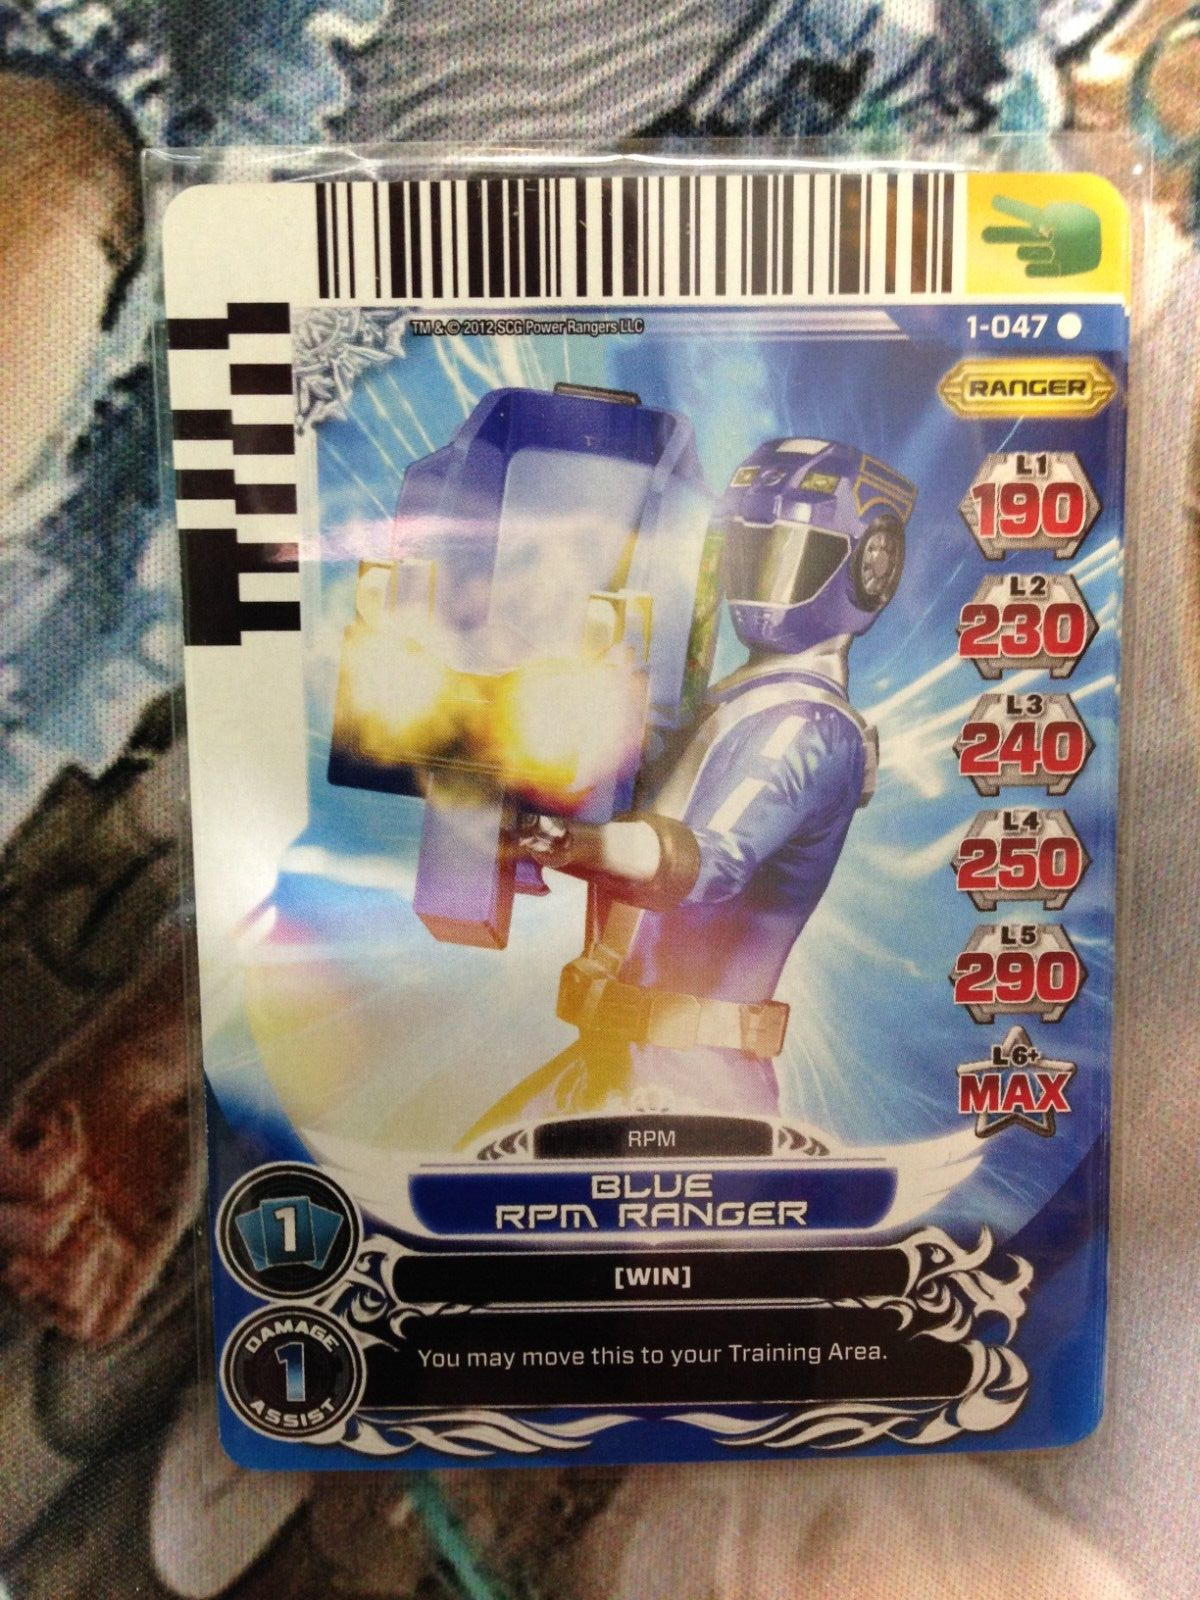 TM & © 2012 SCG Power Rangers LLC
1-047
RANGER
L1
190
L2
230
L3
240
L4
250
L5
290
L6+
MAX
RPM
BLUE
RPM RANGER
1
[WIN]
DAMAGE
1
ASSIST
You may move this to your Training Area.